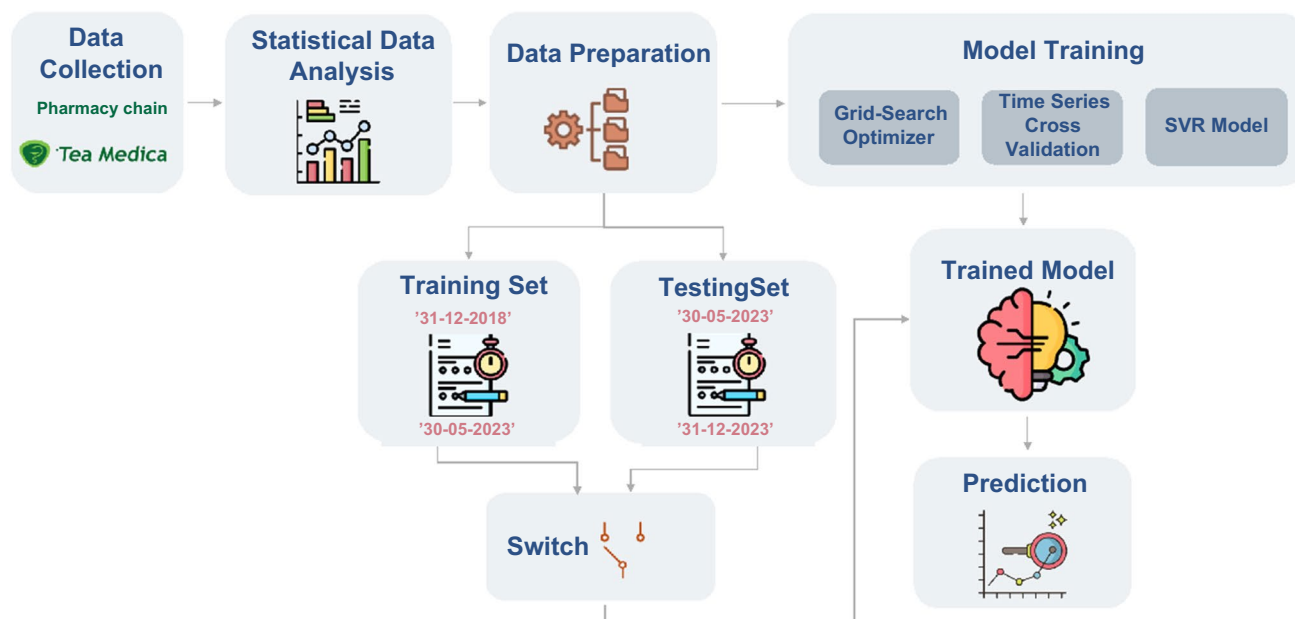 Data
Collection
Pharmacy chain
Tea Medica
Statistical Data
Analysis
Data Preparation
Model Training
Grid-Search
Optimizer
Time Series
Cross
Validation
SVR Model
Training Set
’31-12-2018’
’30-05-2023’
TestingSet
’30-05-2023’
’31-12-2023’
Trained Model
Switch
Prediction